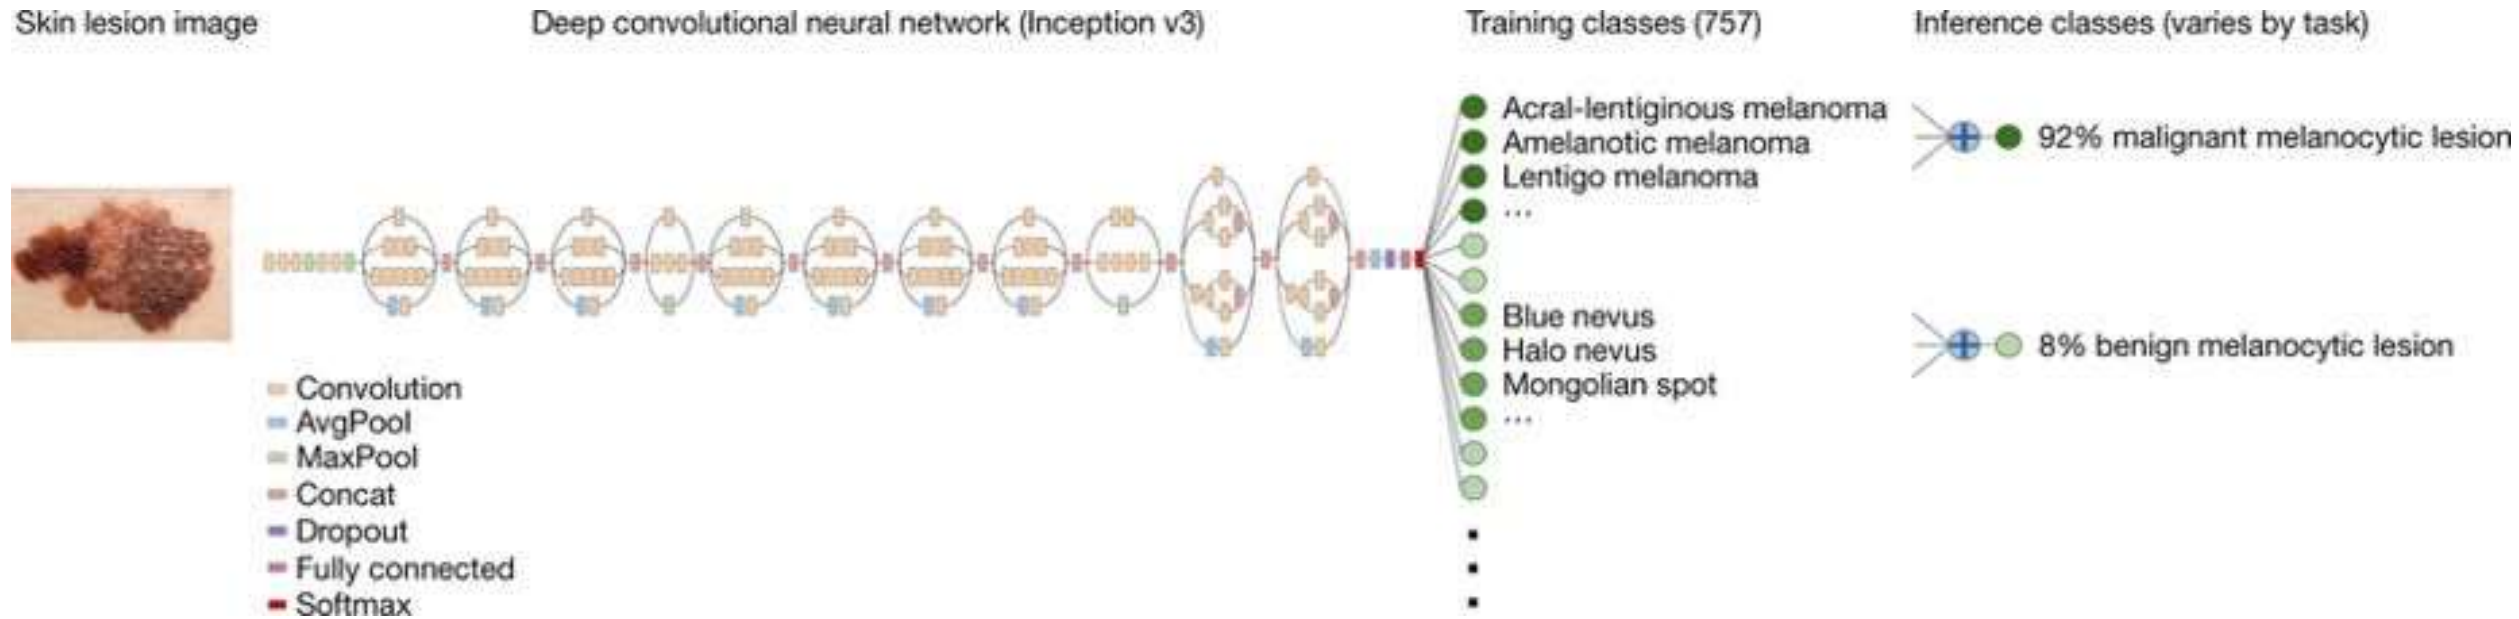 Skin lesion image
Deep convolutional neural network (Inception v3)
Training classes (757)
Inference classes (varies by task)
Convolution
AvgPool
MaxPool
Concat
Dropout
Fully connected
Softmax
Acral-lentiginous melanoma
Amelanotic melanoma
Lentigo melanoma
...
Blue nevus
Halo nevus
Mongolian spot
...
92% malignant melanocytic lesion
8% benign melanocytic lesion